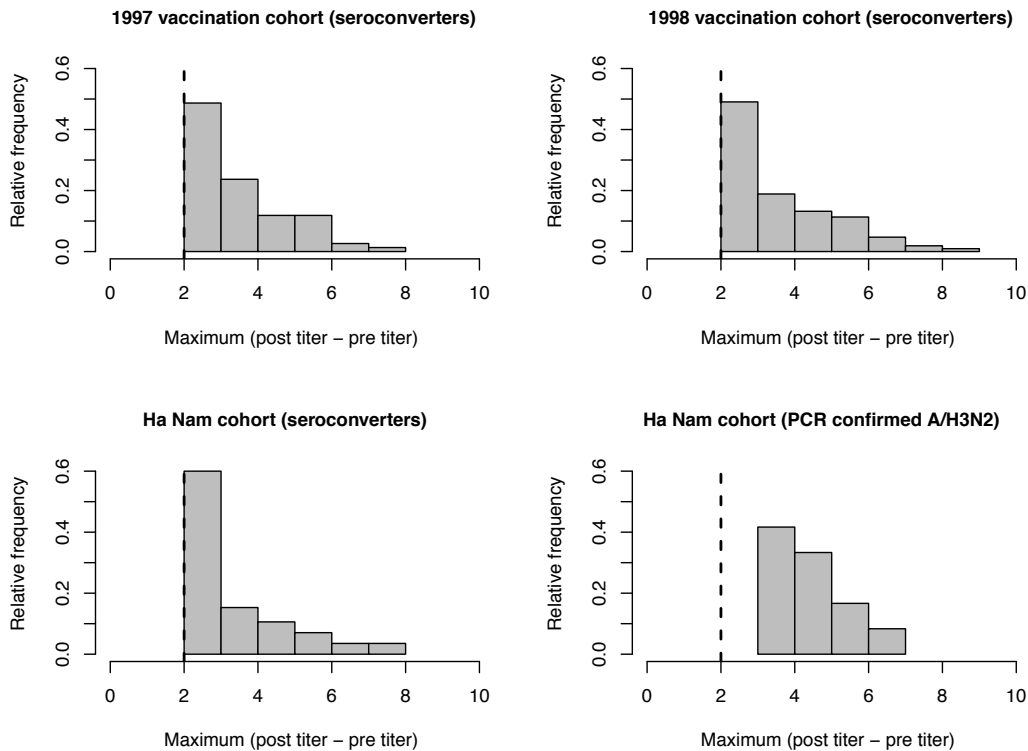 1997 vaccination cohort (seroconverters)
Relative frequency
0.0 0.2 0.4 0.6
0 2 4 6 8 10
Maximum (post titer − pre titer)
1998 vaccination cohort (seroconverters)
Relative frequency
0.0 0.2 0.4 0.6
0 2 4 6 8 10
Maximum (post titer − pre titer)
Ha Nam cohort (seroconverters)
Relative frequency
0.0 0.2 0.4 0.6
0 2 4 6 8 10
Maximum (post titer − pre titer)
Ha Nam cohort (PCR confirmed A/H3N2)
Relative frequency
0.0 0.2 0.4 0.6
0 2 4 6 8 10
Maximum (post titer − pre titer)